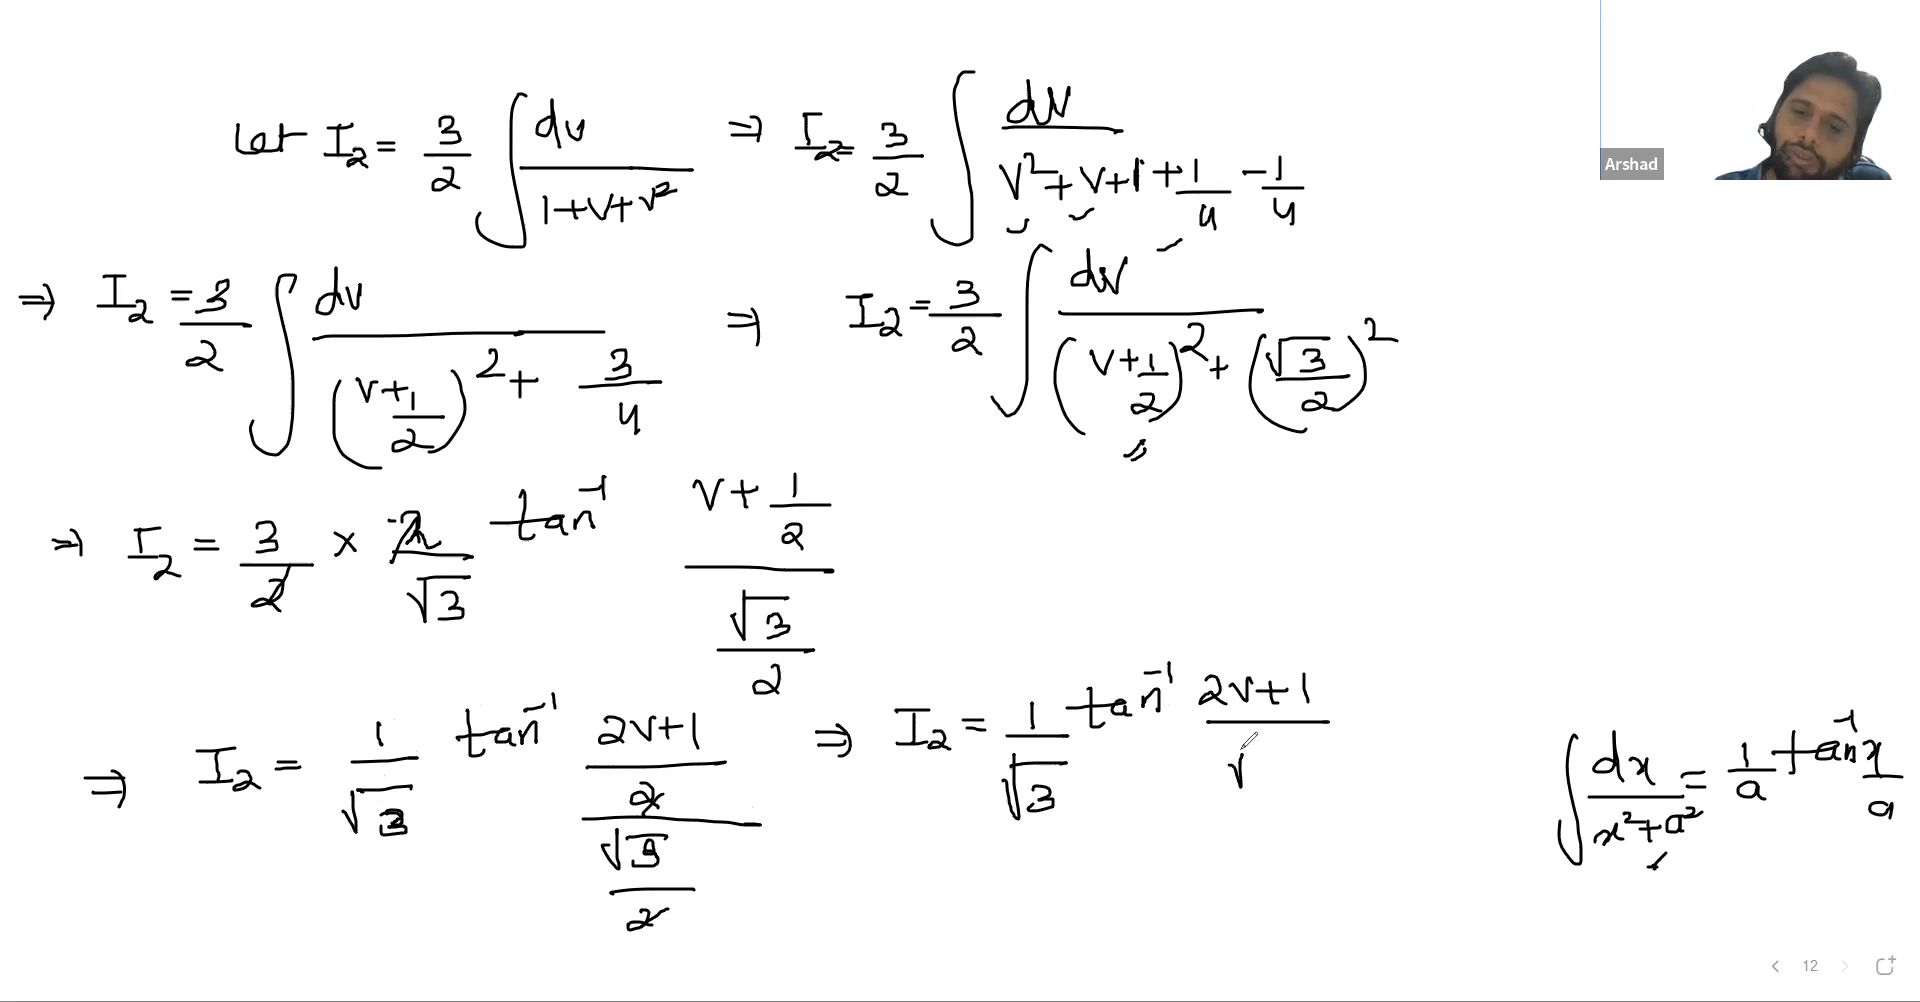 Let I₂ = 3/2 ∫ dv/(1+v+v²) ⇒ I₂ = 3/2 ∫ dv/(v²+v+1+1/4-1/4)
Arshad
⇒ I₂ = 3/2 ∫ dv/((v+1/2)²+3/4) ⇒ I₂ = 3/2 ∫ dv/((v+1/2)²+(√3/2)²)
⇒ I₂ = 3/2 × 2/√3 tan⁻¹ (v+1/2)/(√3/2)
⇒ I₂ = 1/√3 tan⁻¹ ((2v+1)/2)/(√3/2) ⇒ I₂ = 1/√3 tan⁻¹ (2v+1)/√
∫ dx/(x²+a²) = 1/a tan⁻¹ x/a
12